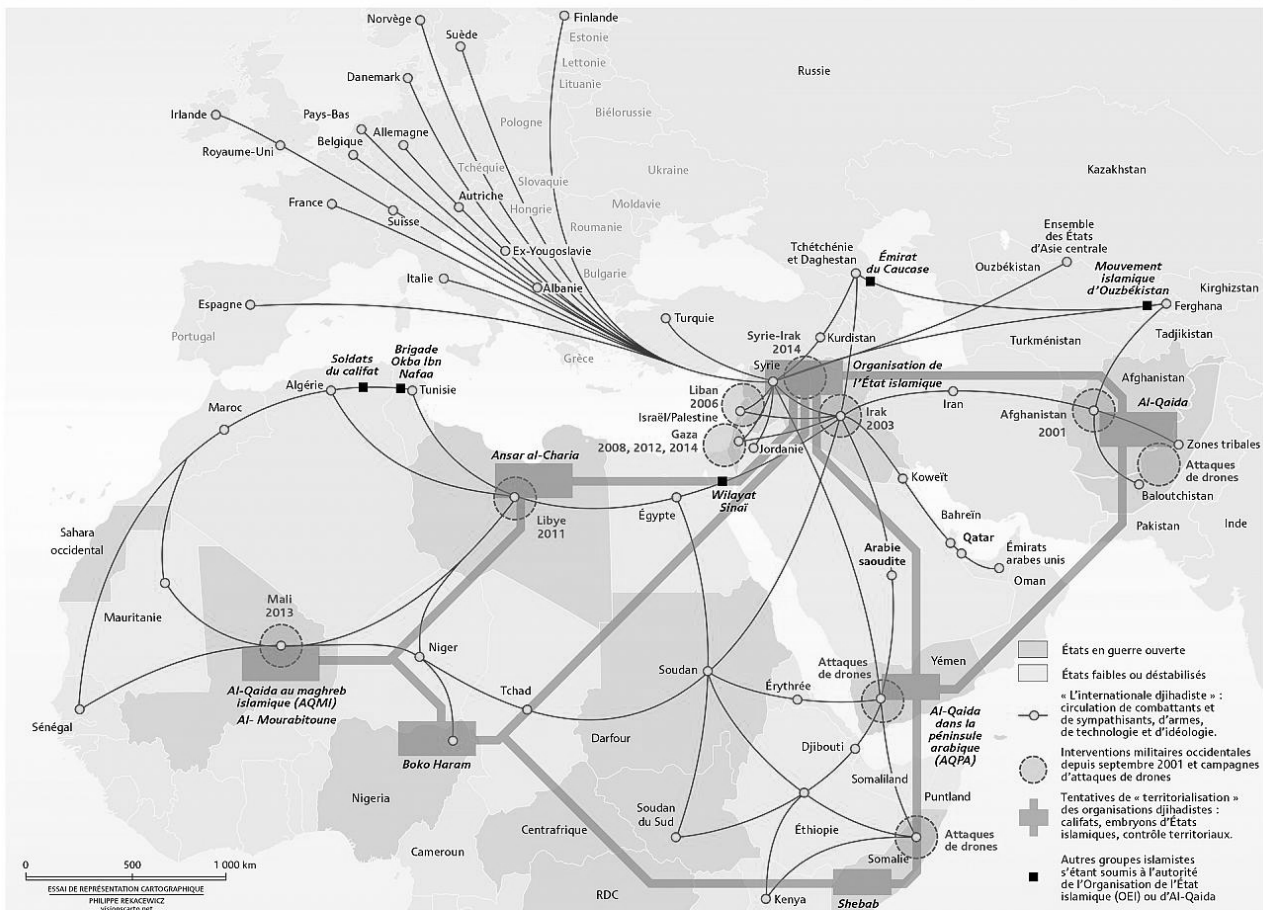 Norvège
Finlande
Suède
Estonie
Lettonie
Lituanie
Danemark
Russie
Irlande
Pays-Bas
Allemagne
Pologne
Biélorussie
Royaume-Uni
Belgique
Tchéquie
Slovaquie
Ukraine
Kazakhstan
France
Suisse
Autriche
Hongrie
Moldavie
Roumanie
Ex-Yougoslavie
Bulgarie
Italie
Albanie
Tchétchénie
et Daghestan
Émirat
du Caucase
Ensemble
des États
d'Asie centrale
Ouzbékistan
Mouvement
islamique
d'Ouzbékistan
Kirghizstan
Ferghana
Espagne
Portugal
Grèce
Turquie
Kurdistan
Turkménistan
Tadjikistan
Syrie-Irak
2014
Syrie
Organisation de
l'État islamique
Soldats
du califat
Brigade
Okba Ibn
Nafaa
Algérie
Tunisie
Maroc
Liban
2006
Israël/Palestine
Gaza
2008, 2012, 2014
Jordanie
Irak
2003
Iran
Afghanistan
Al-Qaida
Afghanistan
2001
Zones tribales
Attaques
de drones
Baloutchistan
Pakistan
Inde
Ansar al-Charia
Libye
2011
Égypte
Wilayat
Sinaï
Koweït
Bahreïn
Qatar
Émirats
arabes unis
Oman
Arabie
saoudite
Sahara
occidental
Mauritanie
Mali
2013
Al-Qaida au maghreb
islamique (AQMI)
Al- Mourabitoune
Sénégal
Niger
Tchad
Boko Haram
Nigeria
Cameroun
Centrafrique
RDC
Soudan
Darfour
Soudan
du Sud
Érythrée
Djibouti
Éthiopie
Kenya
Attaques
de drones
Yémen
Al-Qaida
dans la
péninsule
arabique
(AQPA)
Somaliland
Puntland
Somalie
Attaques
de drones
Shebab
États en guerre ouverte
États faibles ou déstabilisés
« L'internationale djihadiste » :
circulation de combattants et
de sympathisants, d'armes,
de technologie et d'idéologie.
Interventions militaires occidentales
depuis septembre 2001 et campagnes
d'attaques de drones
Tentatives de « territorialisation »
des organisations djihadistes :
califats, embryons d'États
islamiques, contrôle territoriaux.
Autres groupes islamistes
s'étant soumis à l'autorité
de l'Organisation de l'État
islamique (OEI) ou d'Al-Qaida
0 500 1 000 km
ESSAI DE REPRÉSENTATION CARTOGRAPHIQUE
PHILIPPE REKACEWICZ
visionscarto.net